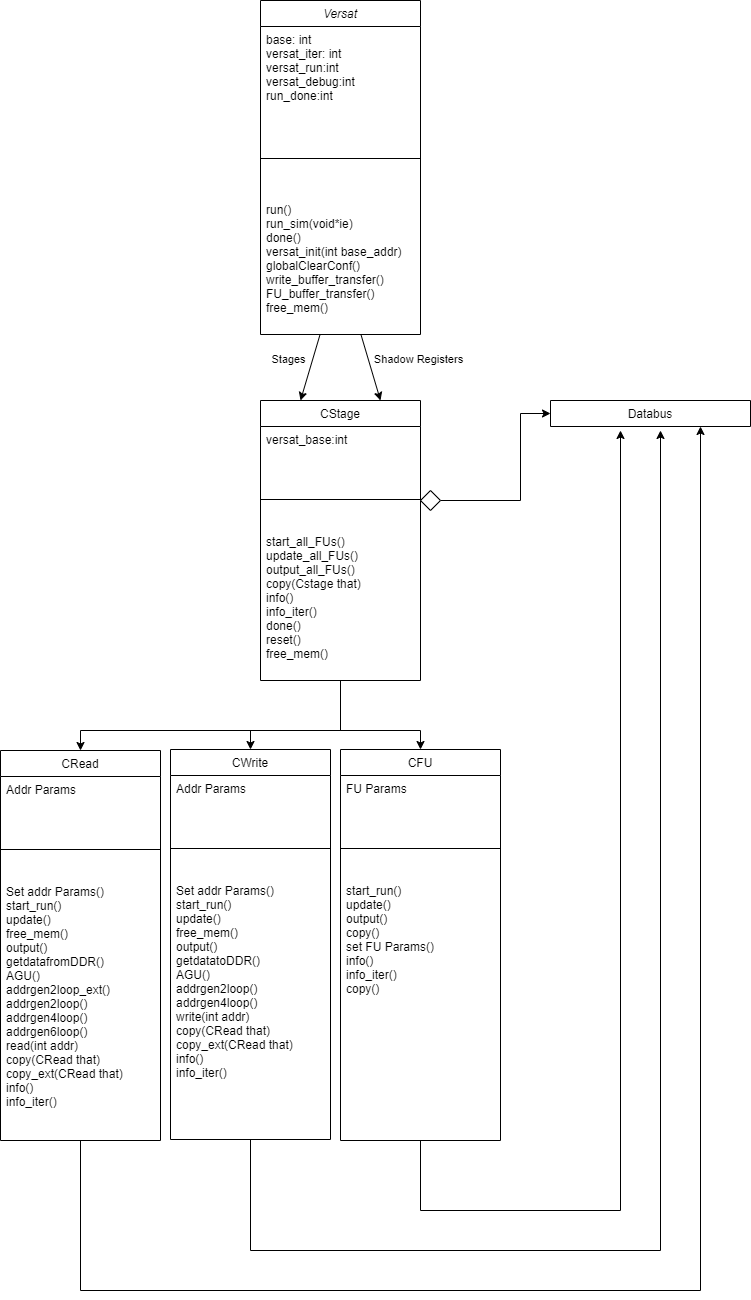 Versat
base: int
versat_iter: int
versat_run:int
versat_debug:int
run_done:int
run()
run_sim(void*ie)
done()
versat_init(int base_addr)
globalClearConf()
write_buffer_transfer()
FU_buffer_transfer()
free_mem()
Stages
Shadow Registers
CStage
versat_base:int
start_all_FUs()
update_all_FUs()
output_all_FUs()
copy(Cstage that)
info()
info_iter()
done()
reset()
free_mem()
Databus
CRead
Addr Params
Set addr Params()
start_run()
update()
free_mem()
output()
getdatafromDDR()
AGU()
addrgen2loop_ext()
addrgen2loop()
addrgen4loop()
addrgen6loop()
read(int addr)
copy(CRead that)
copy_ext(CRead that)
info()
info_iter()
CWrite
Addr Params
Set addr Params()
start_run()
update()
free_mem()
output()
getdatatoDDR()
AGU()
addrgen2loop()
addrgen4loop()
write(int addr)
copy(CRead that)
copy_ext(CRead that)
info()
info_iter()
CFU
FU Params
start_run()
update()
output()
copy()
set FU Params()
info()
info_iter()
copy()